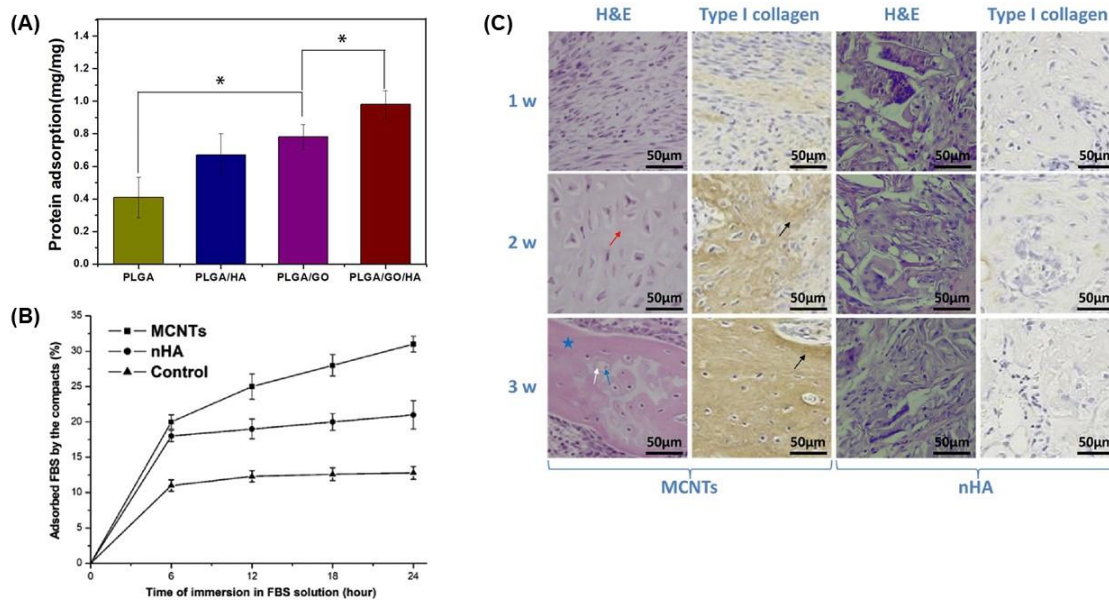 (A)
Protein adsorption(mg/mg)
1.4
1.2
1.0
0.8
0.6
0.4
0.2
0.0
*
*
PLGA PLGA/HA PLGA/GO PLGA/GO/HA
(B)
Adsorbed FBS by the compacts (%)
35
30
25
20
15
10
5
0
MCNTs
nHA
Control
0 6 12 18 24
Time of immersion in FBS solution (hour)
(C)
H&E Type I collagen H&E Type I collagen
1 w
50μm 50μm 50μm 50μm
2 w
50μm 50μm 50μm 50μm
3 w
50μm 50μm 50μm 50μm
MCNTs nHA